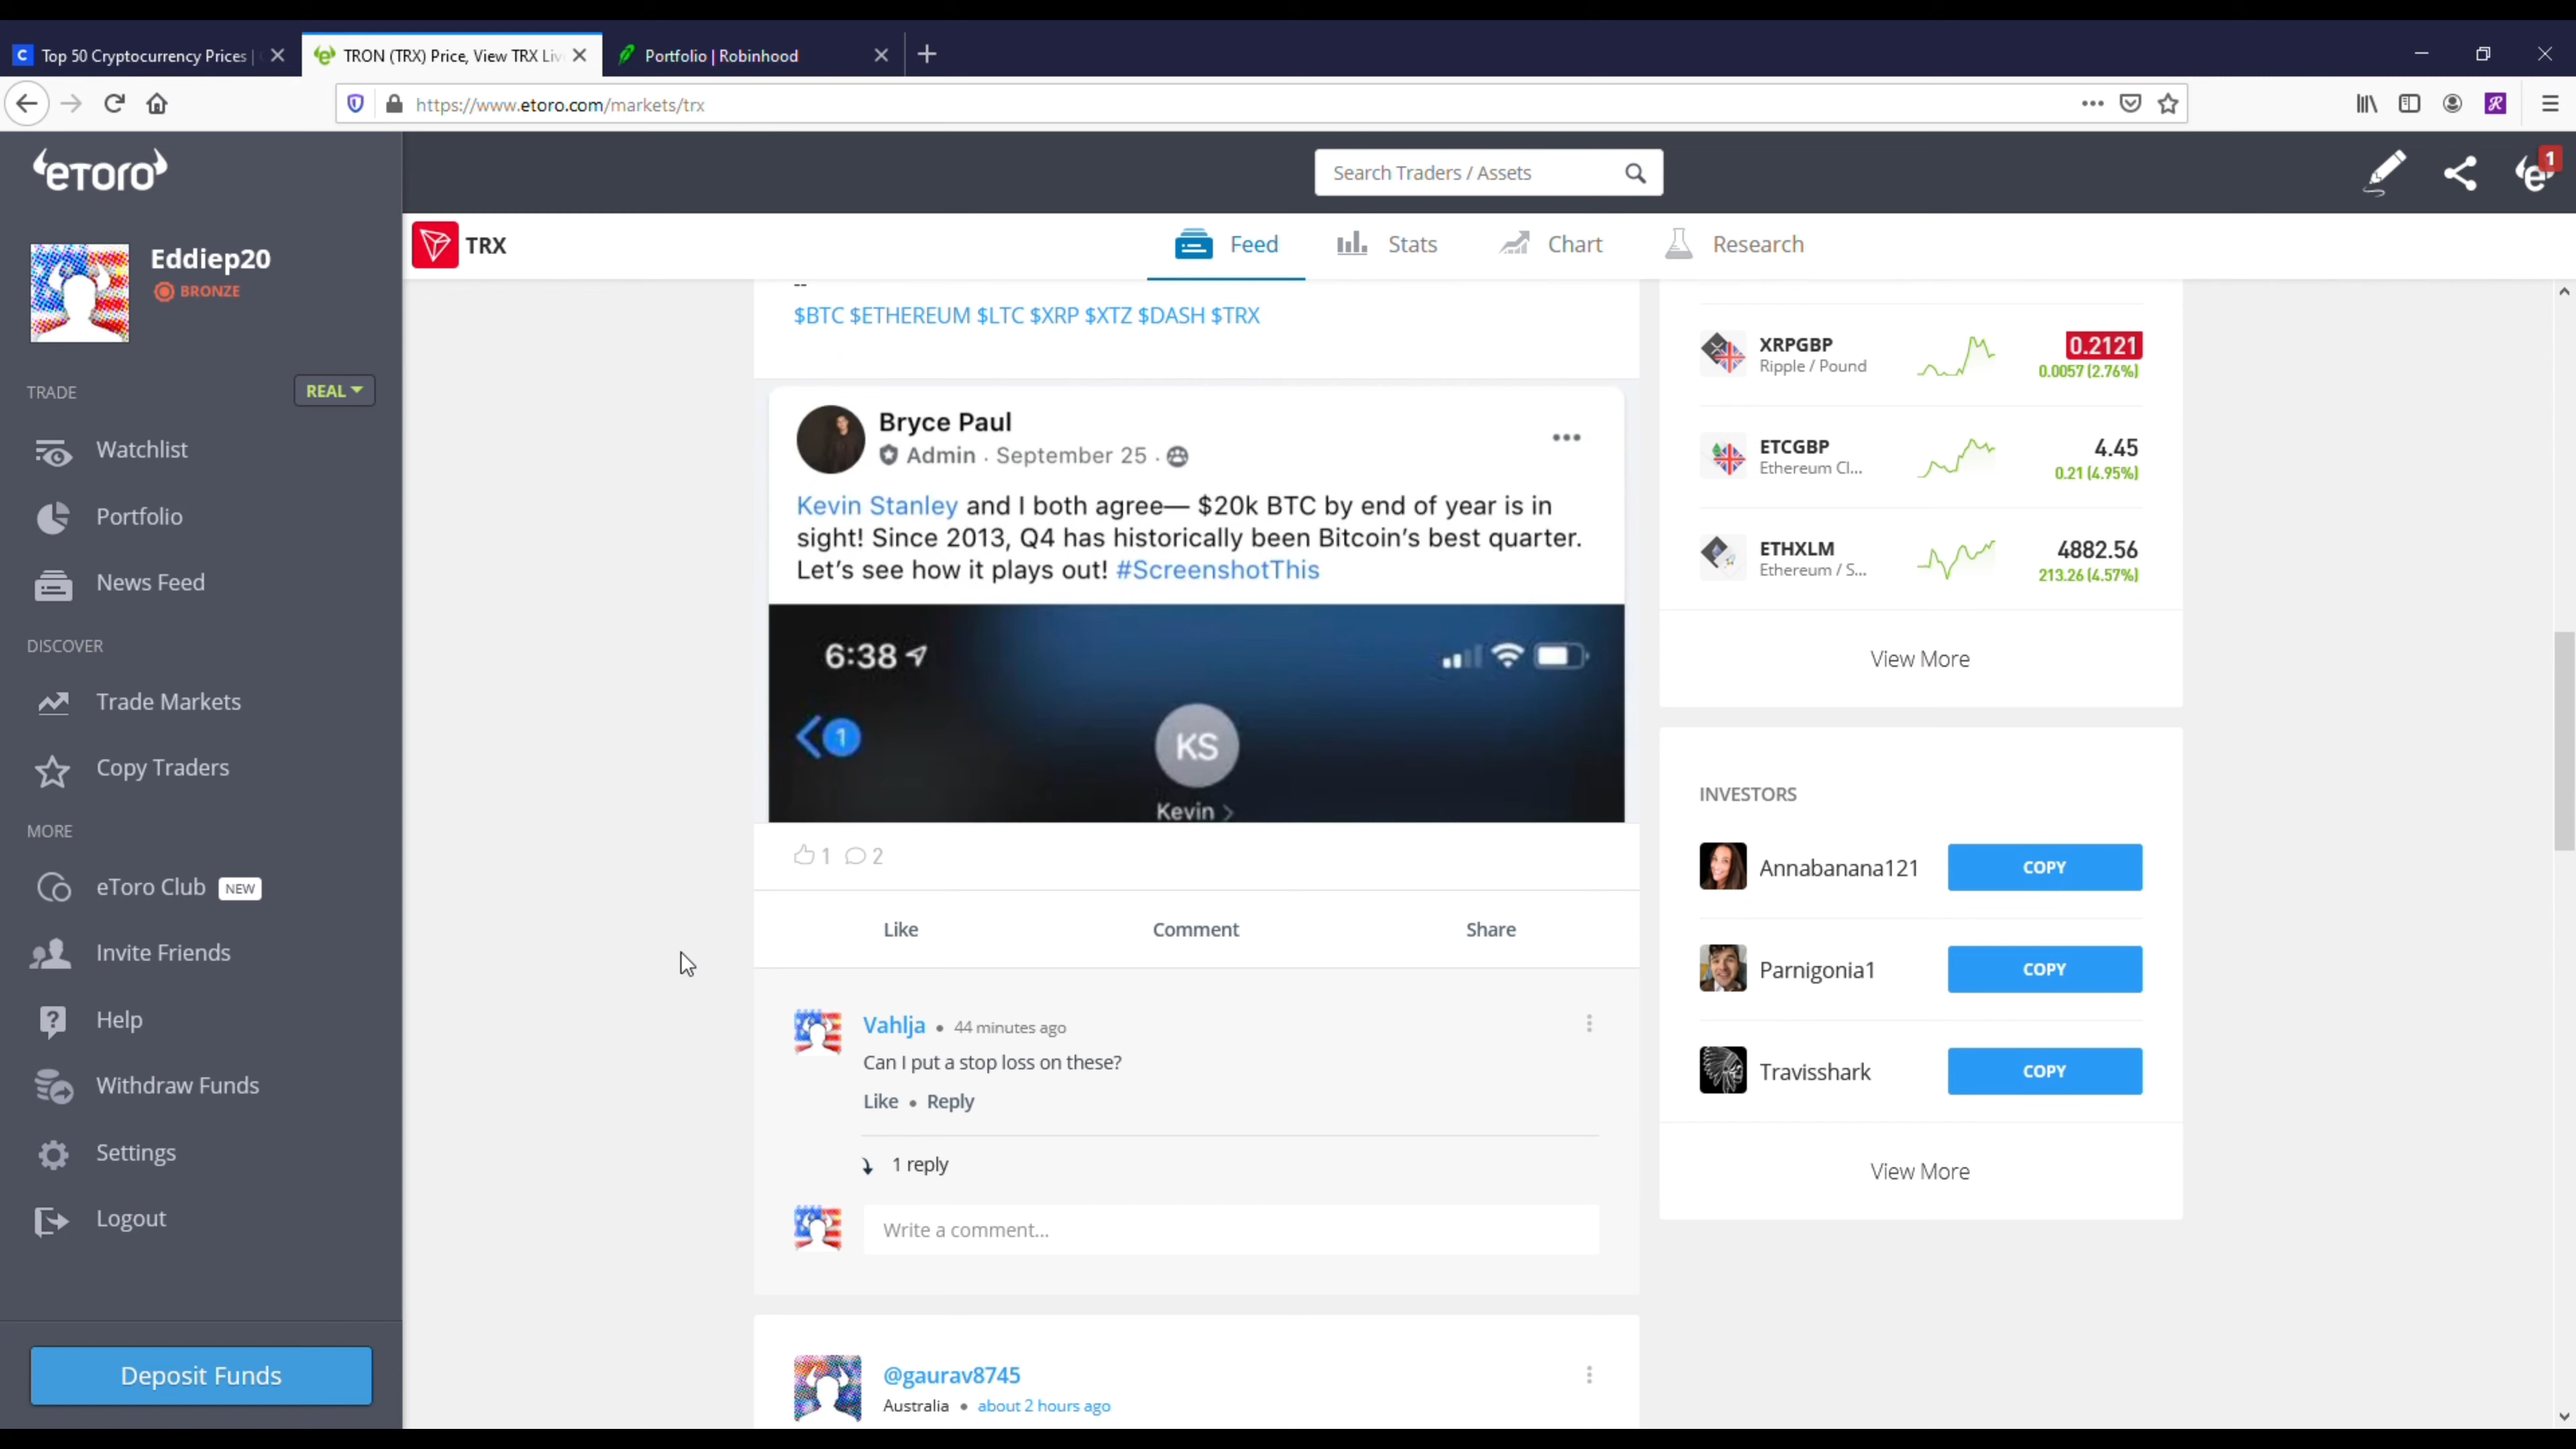 Top 50 Cryptocurrency Prices |
TRON (TRX) Price, View TRX Liv
Portfolio | Robinhood
https://www.etoro.com/markets/trx
eToro
Search Traders / Assets
1
Eddiep20
BRONZE
TRADE
REAL
Watchlist
Portfolio
News Feed
DISCOVER
Trade Markets
Copy Traders
MORE
eToro Club NEW
Invite Friends
Help
Withdraw Funds
Settings
Logout
Deposit Funds
TRX
Feed
Stats
Chart
Research
--
$BTC $ETHEREUM $LTC $XRP $XTZ $DASH $TRX
Bryce Paul
Admin · September 25 ·
Kevin Stanley and I both agree— $20k BTC by end of year is in
sight! Since 2013, Q4 has historically been Bitcoin's best quarter.
Let's see how it plays out! #ScreenshotThis
6:38
1
KS
Kevin >
1 2
Like
Comment
Share
Vahlja • 44 minutes ago
Can I put a stop loss on these?
Like • Reply
1 reply
Write a comment...
@gaurav8745
Australia • about 2 hours ago
XRPGBP
Ripple / Pound
0.2121
0.0057 (2.76%)
ETCGBP
Ethereum Cl...
4.45
0.21 (4.95%)
ETHXLM
Ethereum / S...
4882.56
213.26 (4.57%)
View More
INVESTORS
Annabanana121
COPY
Parnigonia1
COPY
Travisshark
COPY
View More